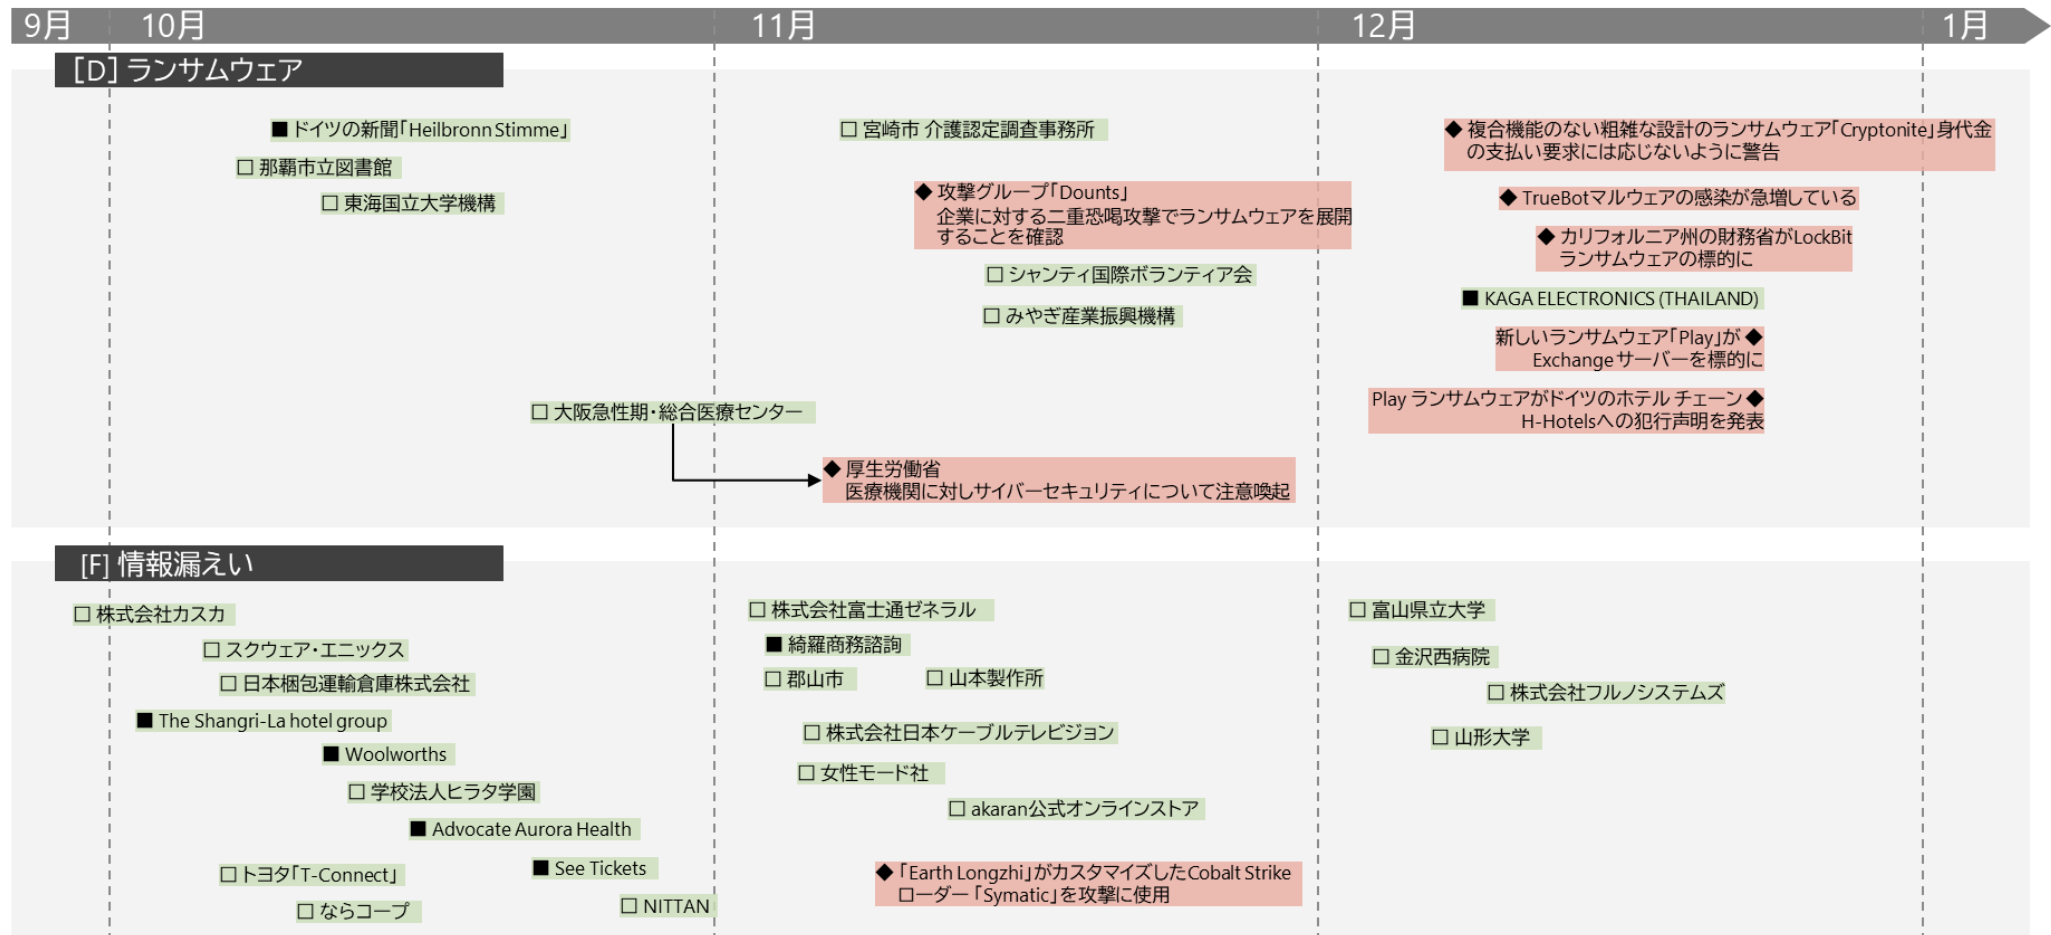 9月 10月 11月 12月 1月
[D] ランサムウェア
■ ドイツの新聞「Heilbronn Stimme」
□ 那覇市立図書館
□ 東海国立大学機構
□ 大阪急性期・総合医療センター
□ 宮崎市 介護認定調査事務所
◆ 攻撃グループ「Dounts」
企業に対する二重恐喝攻撃でランサムウェアを展開
することを確認
□ シャンティ国際ボランティア会
□ みやぎ産業振興機構
◆ 厚生労働省
医療機関に対しサイバーセキュリティについて注意喚起
◆ 複合機能のない粗雑な設計のランサムウェア「Cryptonite」身代金
の支払い要求には応じないように警告
◆ TrueBotマルウェアの感染が急増している
◆ カリフォルニア州の財務省がLockBit
ランサムウェアの標的に
■ KAGA ELECTRONICS (THAILAND)
新しいランサムウェア「Play」が ◆
Exchange サーバーを標的に
Play ランサムウェアがドイツのホテル チェーン ◆
H-Hotelsへの犯行声明を発表
[F] 情報漏えい
□ 株式会社カスカ
□ スクウェア・エニックス
□ 日本梱包運輸倉庫株式会社
■ The Shangri-La hotel group
■ Woolworths
□ 学校法人ヒラタ学園
■ Advocate Aurora Health
□ トヨタ「T-Connect」
■ See Tickets
□ ならコープ
□ NITTAN
□ 株式会社富士通ゼネラル
■ 綺羅商務諮詢
□ 郡山市
□ 山本製作所
□ 株式会社日本ケーブルテレビジョン
□ 女性モード社
□ akaran公式オンラインストア
◆ 「Earth Longzhi」がカスタマイズしたCobalt Strike
ローダー 「Symatic」を攻撃に使用
□ 富山県立大学
□ 金沢西病院
□ 株式会社フルノシステムズ
□ 山形大学